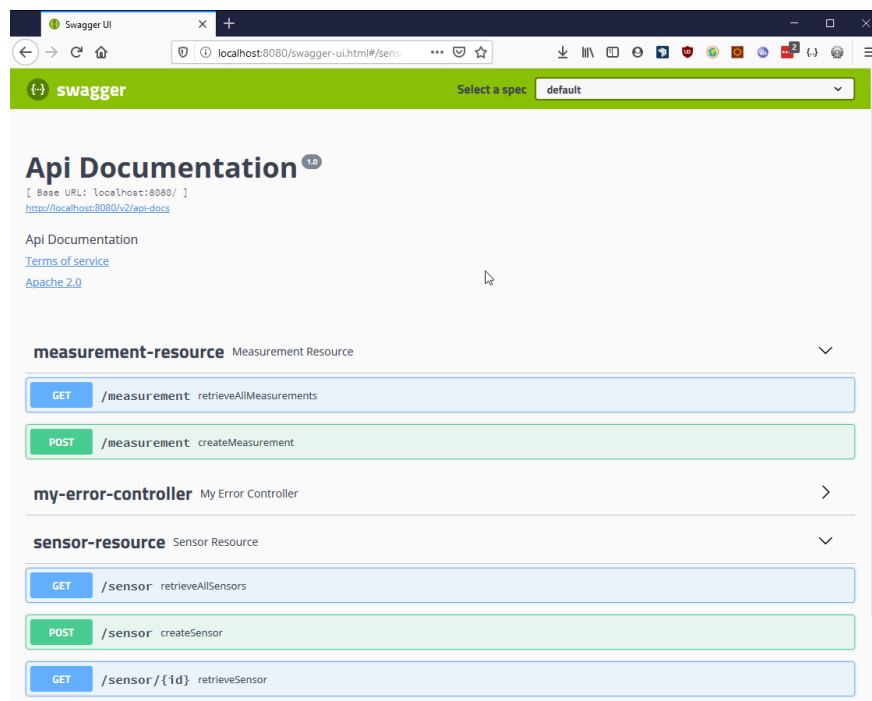 Swagger UI
localhost:8080/swagger-ui.html#/sens
2
swagger
Select a spec
default
Api Documentation 1.0
[ Base URL: localhost:8080/ ]
http://localhost:8080/v2/api-docs
Api Documentation
Terms of service
Apache 2.0
measurement-resource Measurement Resource
GET /measurement retrieveAllMeasurements
POST /measurement createMeasurement
my-error-controller My Error Controller
sensor-resource Sensor Resource
GET /sensor retrieveAllSensors
POST /sensor createSensor
GET /sensor/{id} retrieveSensor